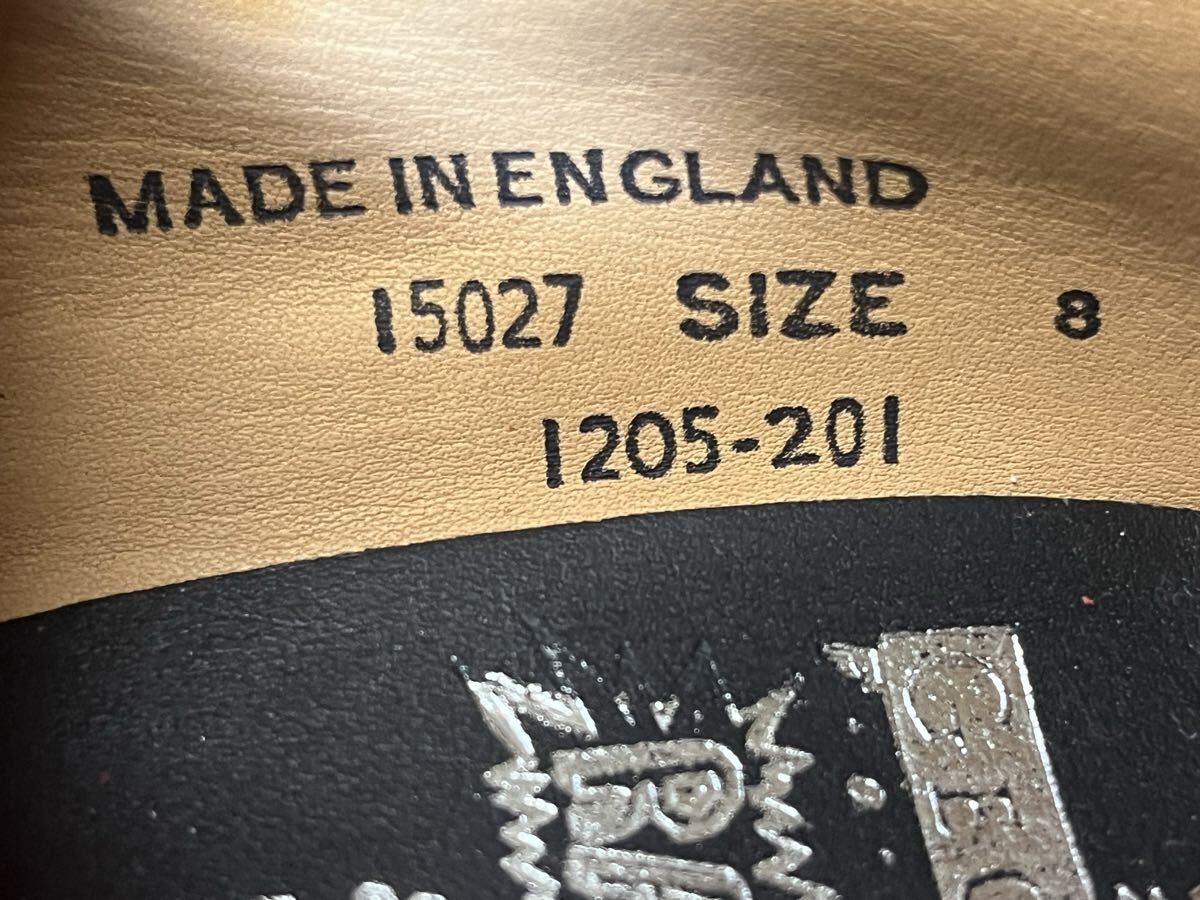 MADE IN ENGLAND
15027 SIZE 8
1205-201